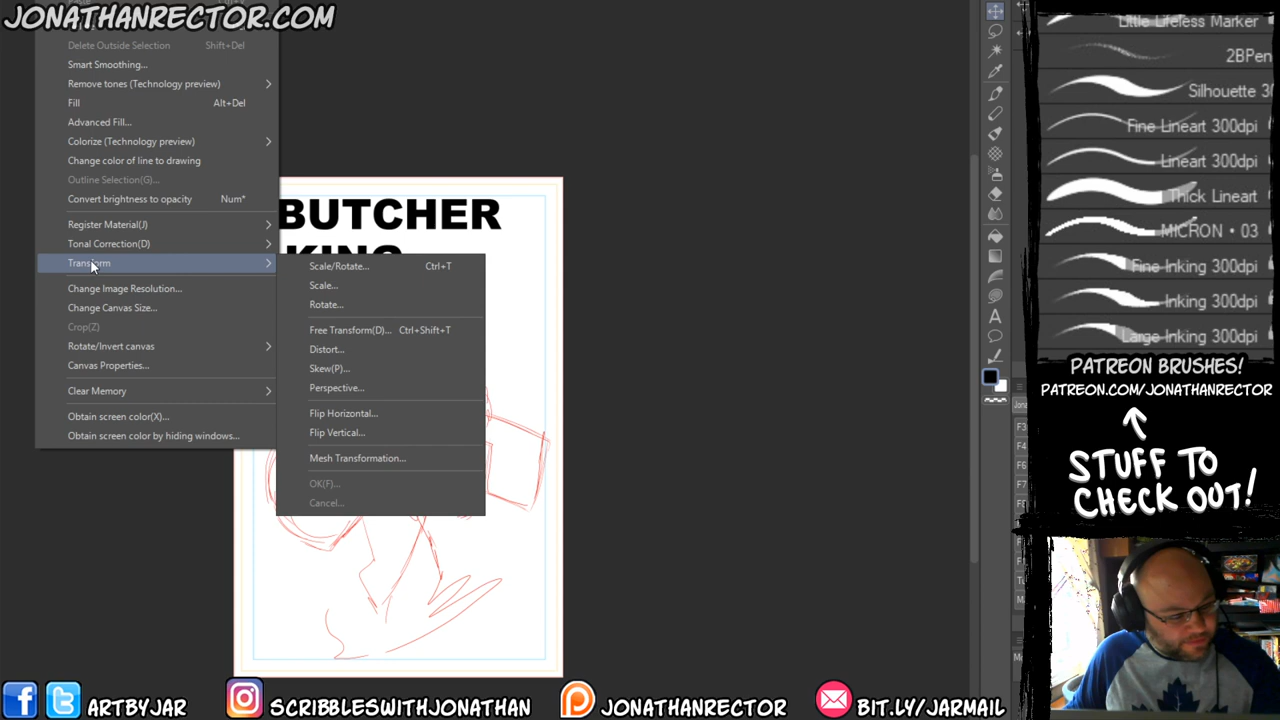 JONATHANRECTOR.COM
Delete Outside Selection Shift+Del
Smart Smoothing...
Remove tones (Technology preview)
Fill Alt+Del
Advanced Fill...
Colorize (Technology preview)
Change color of line to drawing
Outline Selection(G)...
Convert brightness to opacity Num*
Register Material(J)
Tonal Correction(D)
Transform
Change Image Resolution...
Change Canvas Size...
Crop(Z)
Rotate/Invert canvas
Canvas Properties...
Clear Memory
Obtain screen color(X)...
Obtain screen color by hiding windows...
Scale/Rotate... Ctrl+T
Scale...
Rotate...
Free Transform(D)... Ctrl+Shift+T
Distort...
Skew(P)...
Perspective...
Flip Horizontal...
Flip Vertical...
Mesh Transformation...
OK(F)...
Cancel...
BUTCHER
KING
Little Lifeless Marker
2BPen
Silhouette 30
Fine Lineart 300dpi
Lineart 300dpi
Thick Lineart
MICRON • 03
Fine Inking 300dpi
Inking 300dpi
Large Inking 300dpi
PATREON BRUSHES!
PATREON.COM/JONATHANRECTOR
STUFF TO
CHECK OUT!
ARTBYJAR
SCRIBBLESWITHJONATHAN
JONATHANRECTOR
BIT.LY/JARMAIL